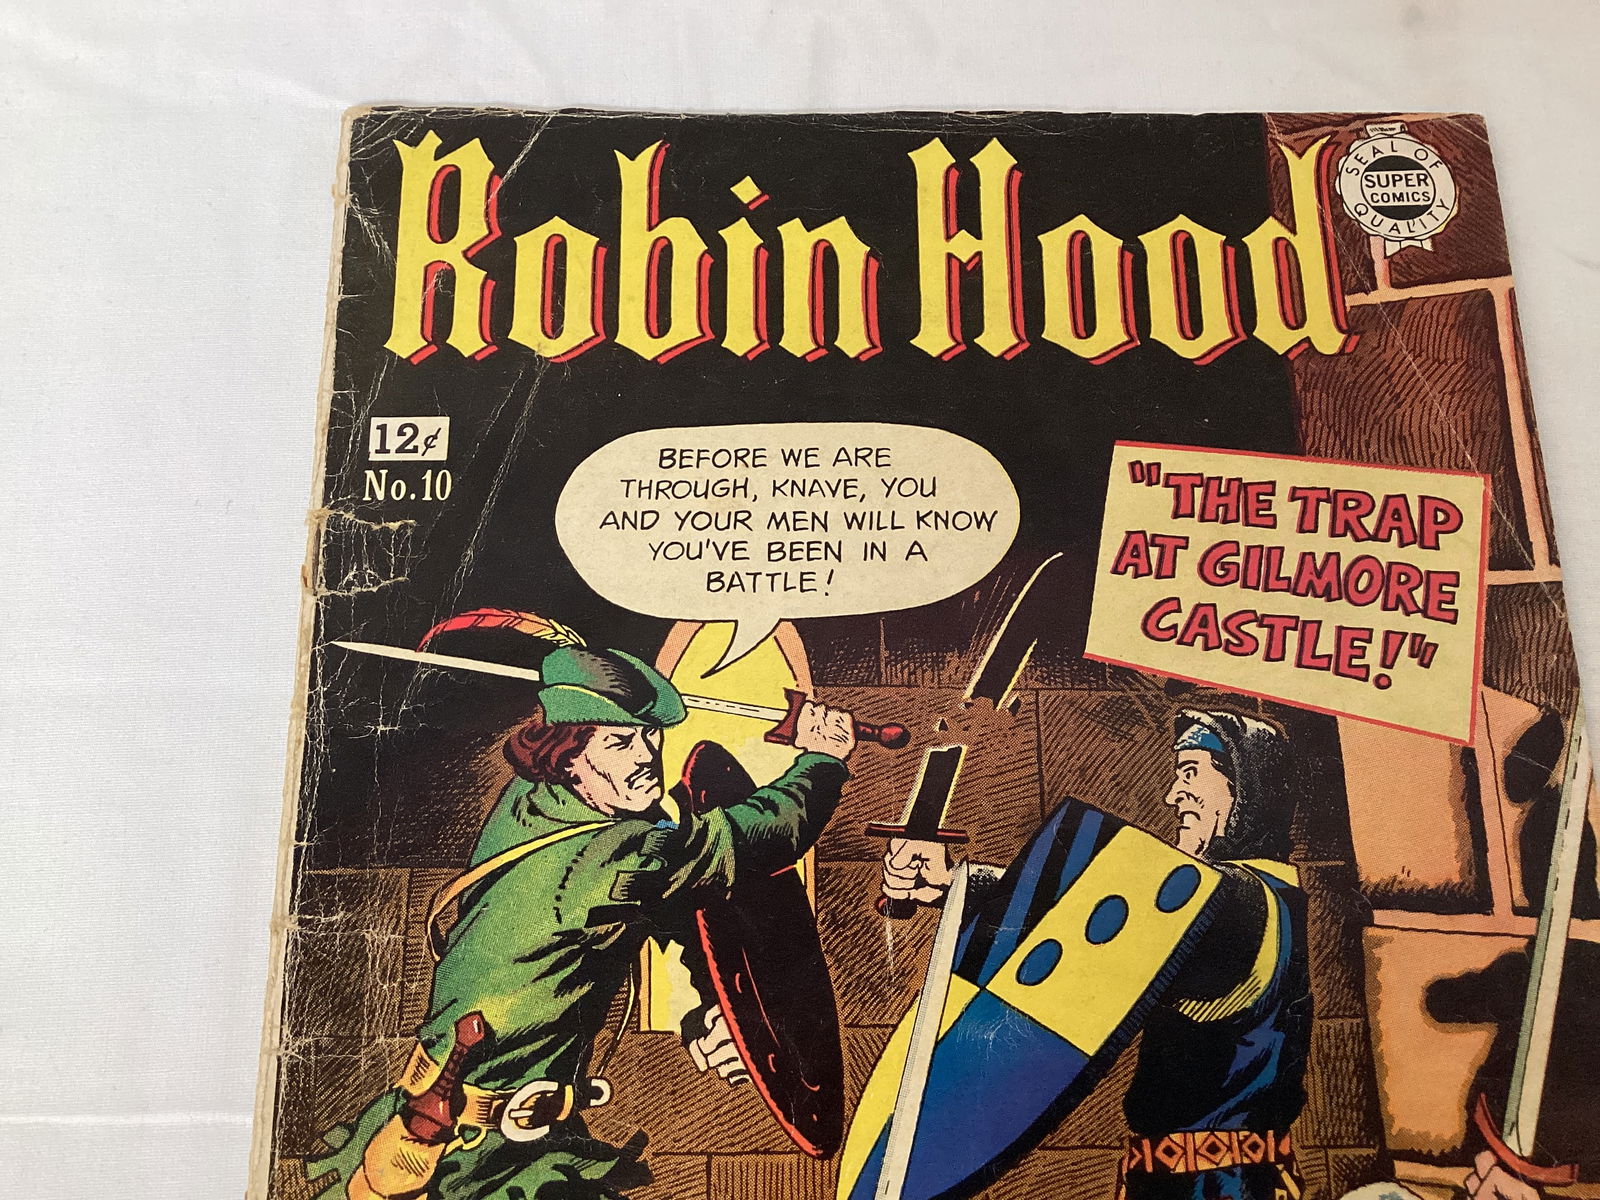 Robin Hood
SEAL OF
SUPER
COMICS
QUALITY
12¢
No. 10
BEFORE WE ARE
THROUGH, KNAVE, YOU
AND YOUR MEN WILL KNOW
YOU'VE BEEN IN A
BATTLE!
"THE TRAP
AT GILMORE
CASTLE!"